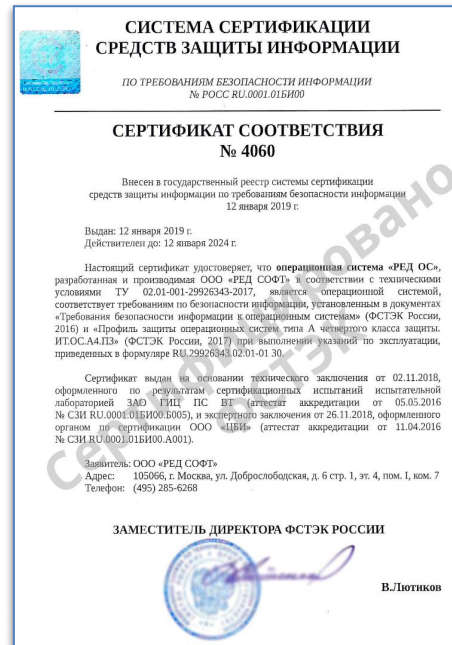 СИСТЕМА СЕРТИФИКАЦИИ
СРЕДСТВ ЗАЩИТЫ ИНФОРМАЦИИ
ПО ТРЕБОВАНИЯМ БЕЗОПАСНОСТИ ИНФОРМАЦИИ
№ РОСС RU.0001.01БИ00
СЕРТИФИКАТ СООТВЕТСТВИЯ
№ 4060
Внесен в государственный реестр системы сертификации
средств защиты информации по требованиям безопасности информации
12 января 2019 г.
Выдан: 12 января 2019 г.
Действителен до: 12 января 2024 г.
Настоящий сертификат удостоверяет, что операционная система «РЕД ОС»,
разработанная и производимая ООО «РЕД СОФТ» в соответствии с техническими
условиями ТУ 02.01-001-29926343-2017, является операционной системой,
соответствует требованиям по безопасности информации, установленным в документах
«Требования безопасности информации к операционным системам» (ФСТЭК России,
2016) и «Профиль защиты операционных систем типа А четвертого класса защиты.
ИТ.ОС.А4.ПЗ» (ФСТЭК России, 2017) при выполнении указаний по эксплуатации,
приведенных в формуляре RU.29926343.02.01-01 30.
Сертификат выдан на основании технического заключения от 02.11.2018,
оформленного по результатам сертификационных испытаний испытательной
лабораторией ЗАО ГИЦ ПС ВТ (аттестат аккредитации от 05.05.2016
№ СЗИ RU.0001.01БИ00.Б005), и экспертного заключения от 26.11.2018, оформленного
органом по сертификации ООО «ЦБИ» (аттестат аккредитации от 11.04.2016
№ СЗИ RU.0001.01БИ00.А001).
Заявитель: ООО «РЕД СОФТ»
Адрес: 105066, г. Москва, ул. Доброслободская, д. 6 стр. 1, эт. 4, пом. I, ком. 7
Телефон: (495) 285-6268
ЗАМЕСТИТЕЛЬ ДИРЕКТОРА ФСТЭК РОССИИ
В.Лютиков
Сертифицировано
ФСТЭК